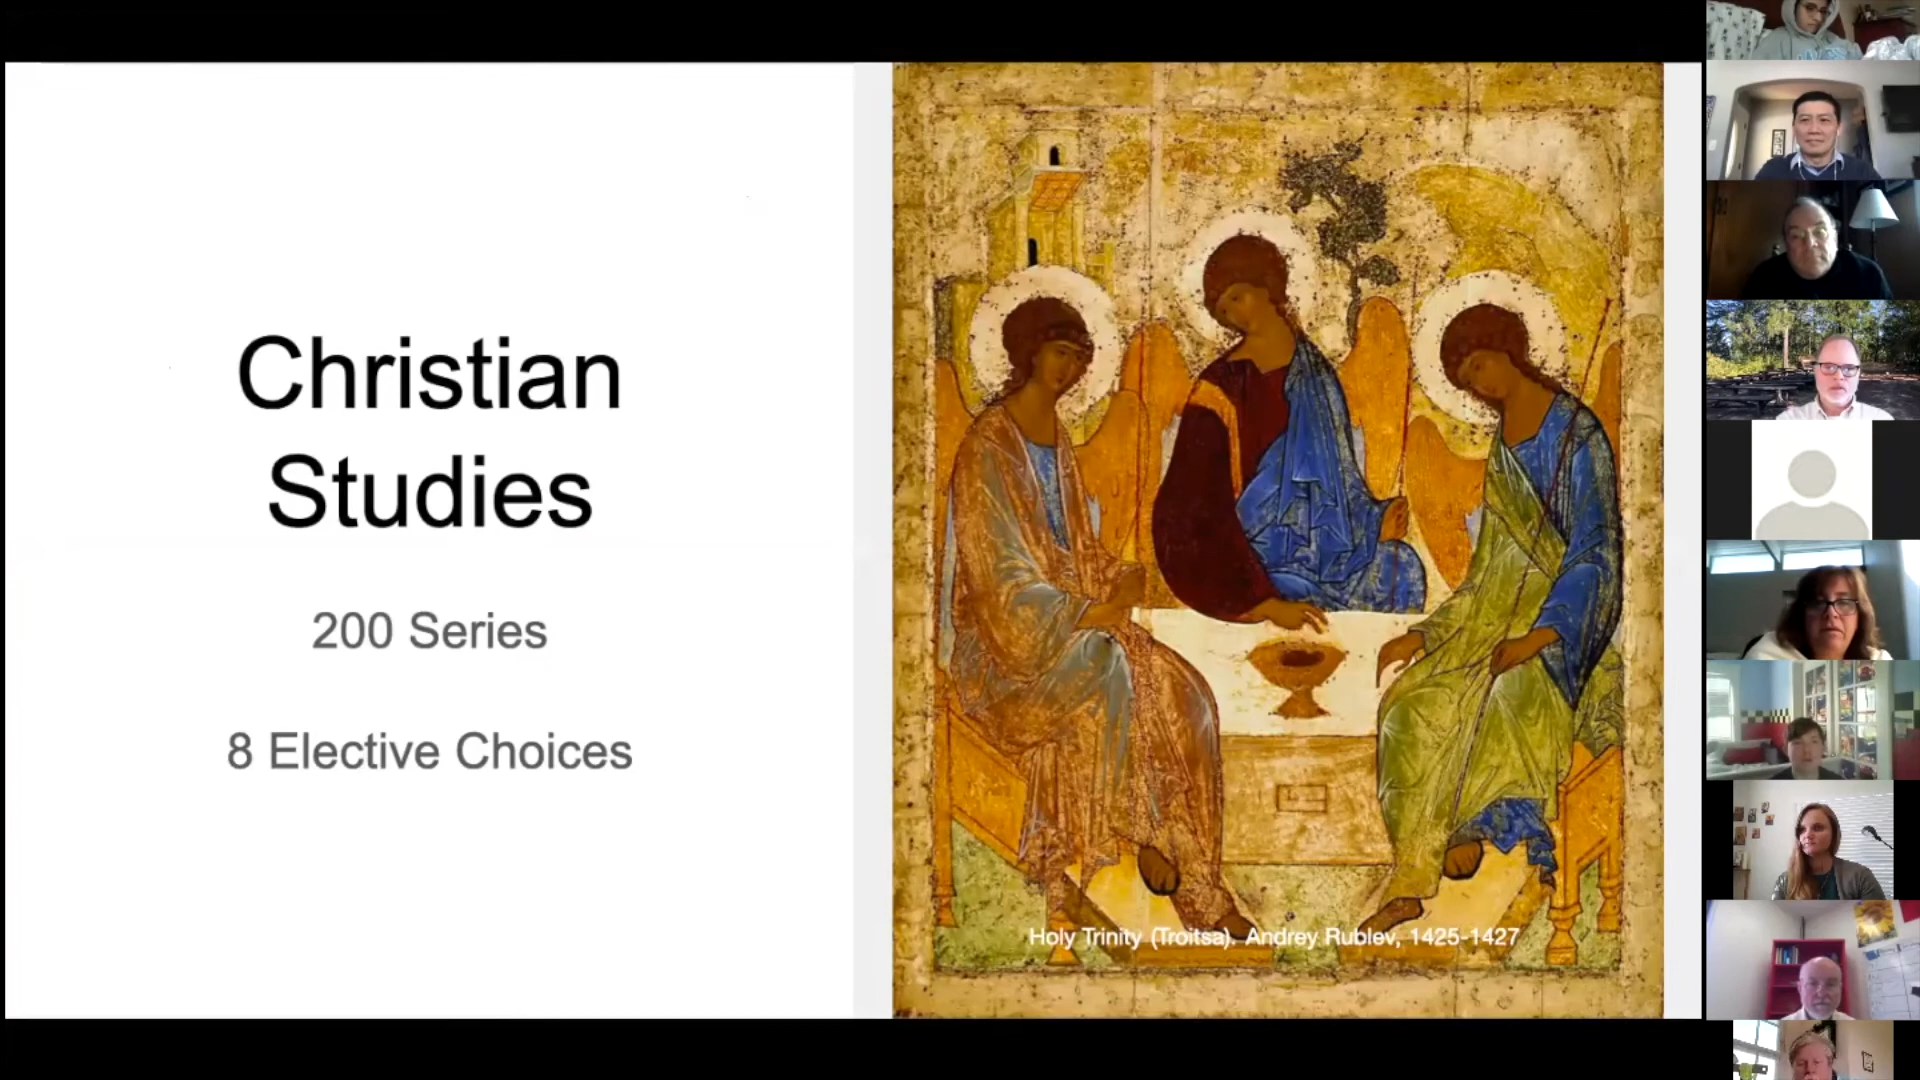 Christian
Studies
200 Series
8 Elective Choices
Holy Trinity (Troitsa). Andrey Rublev, 1425-1427